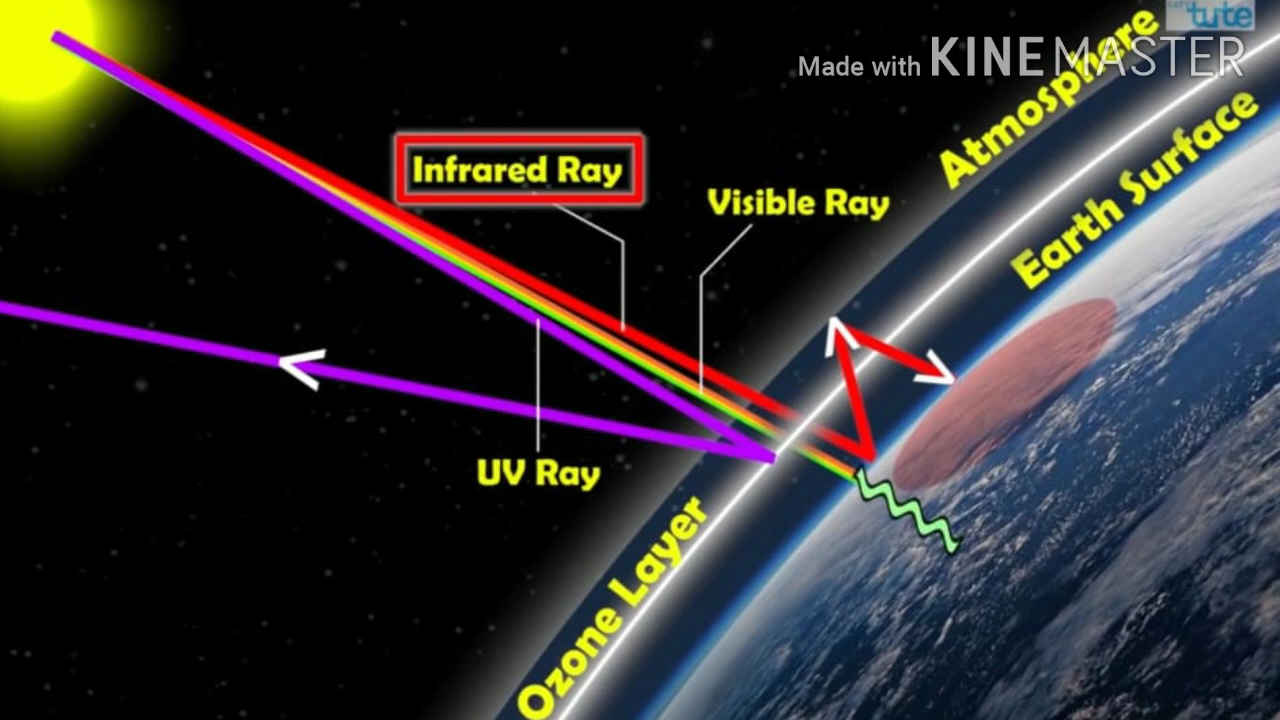 tute
Made with KINEMASTER
Atmosphere
Infrared Ray
Visible Ray
Earth Surface
UV Ray
Ozone Layer